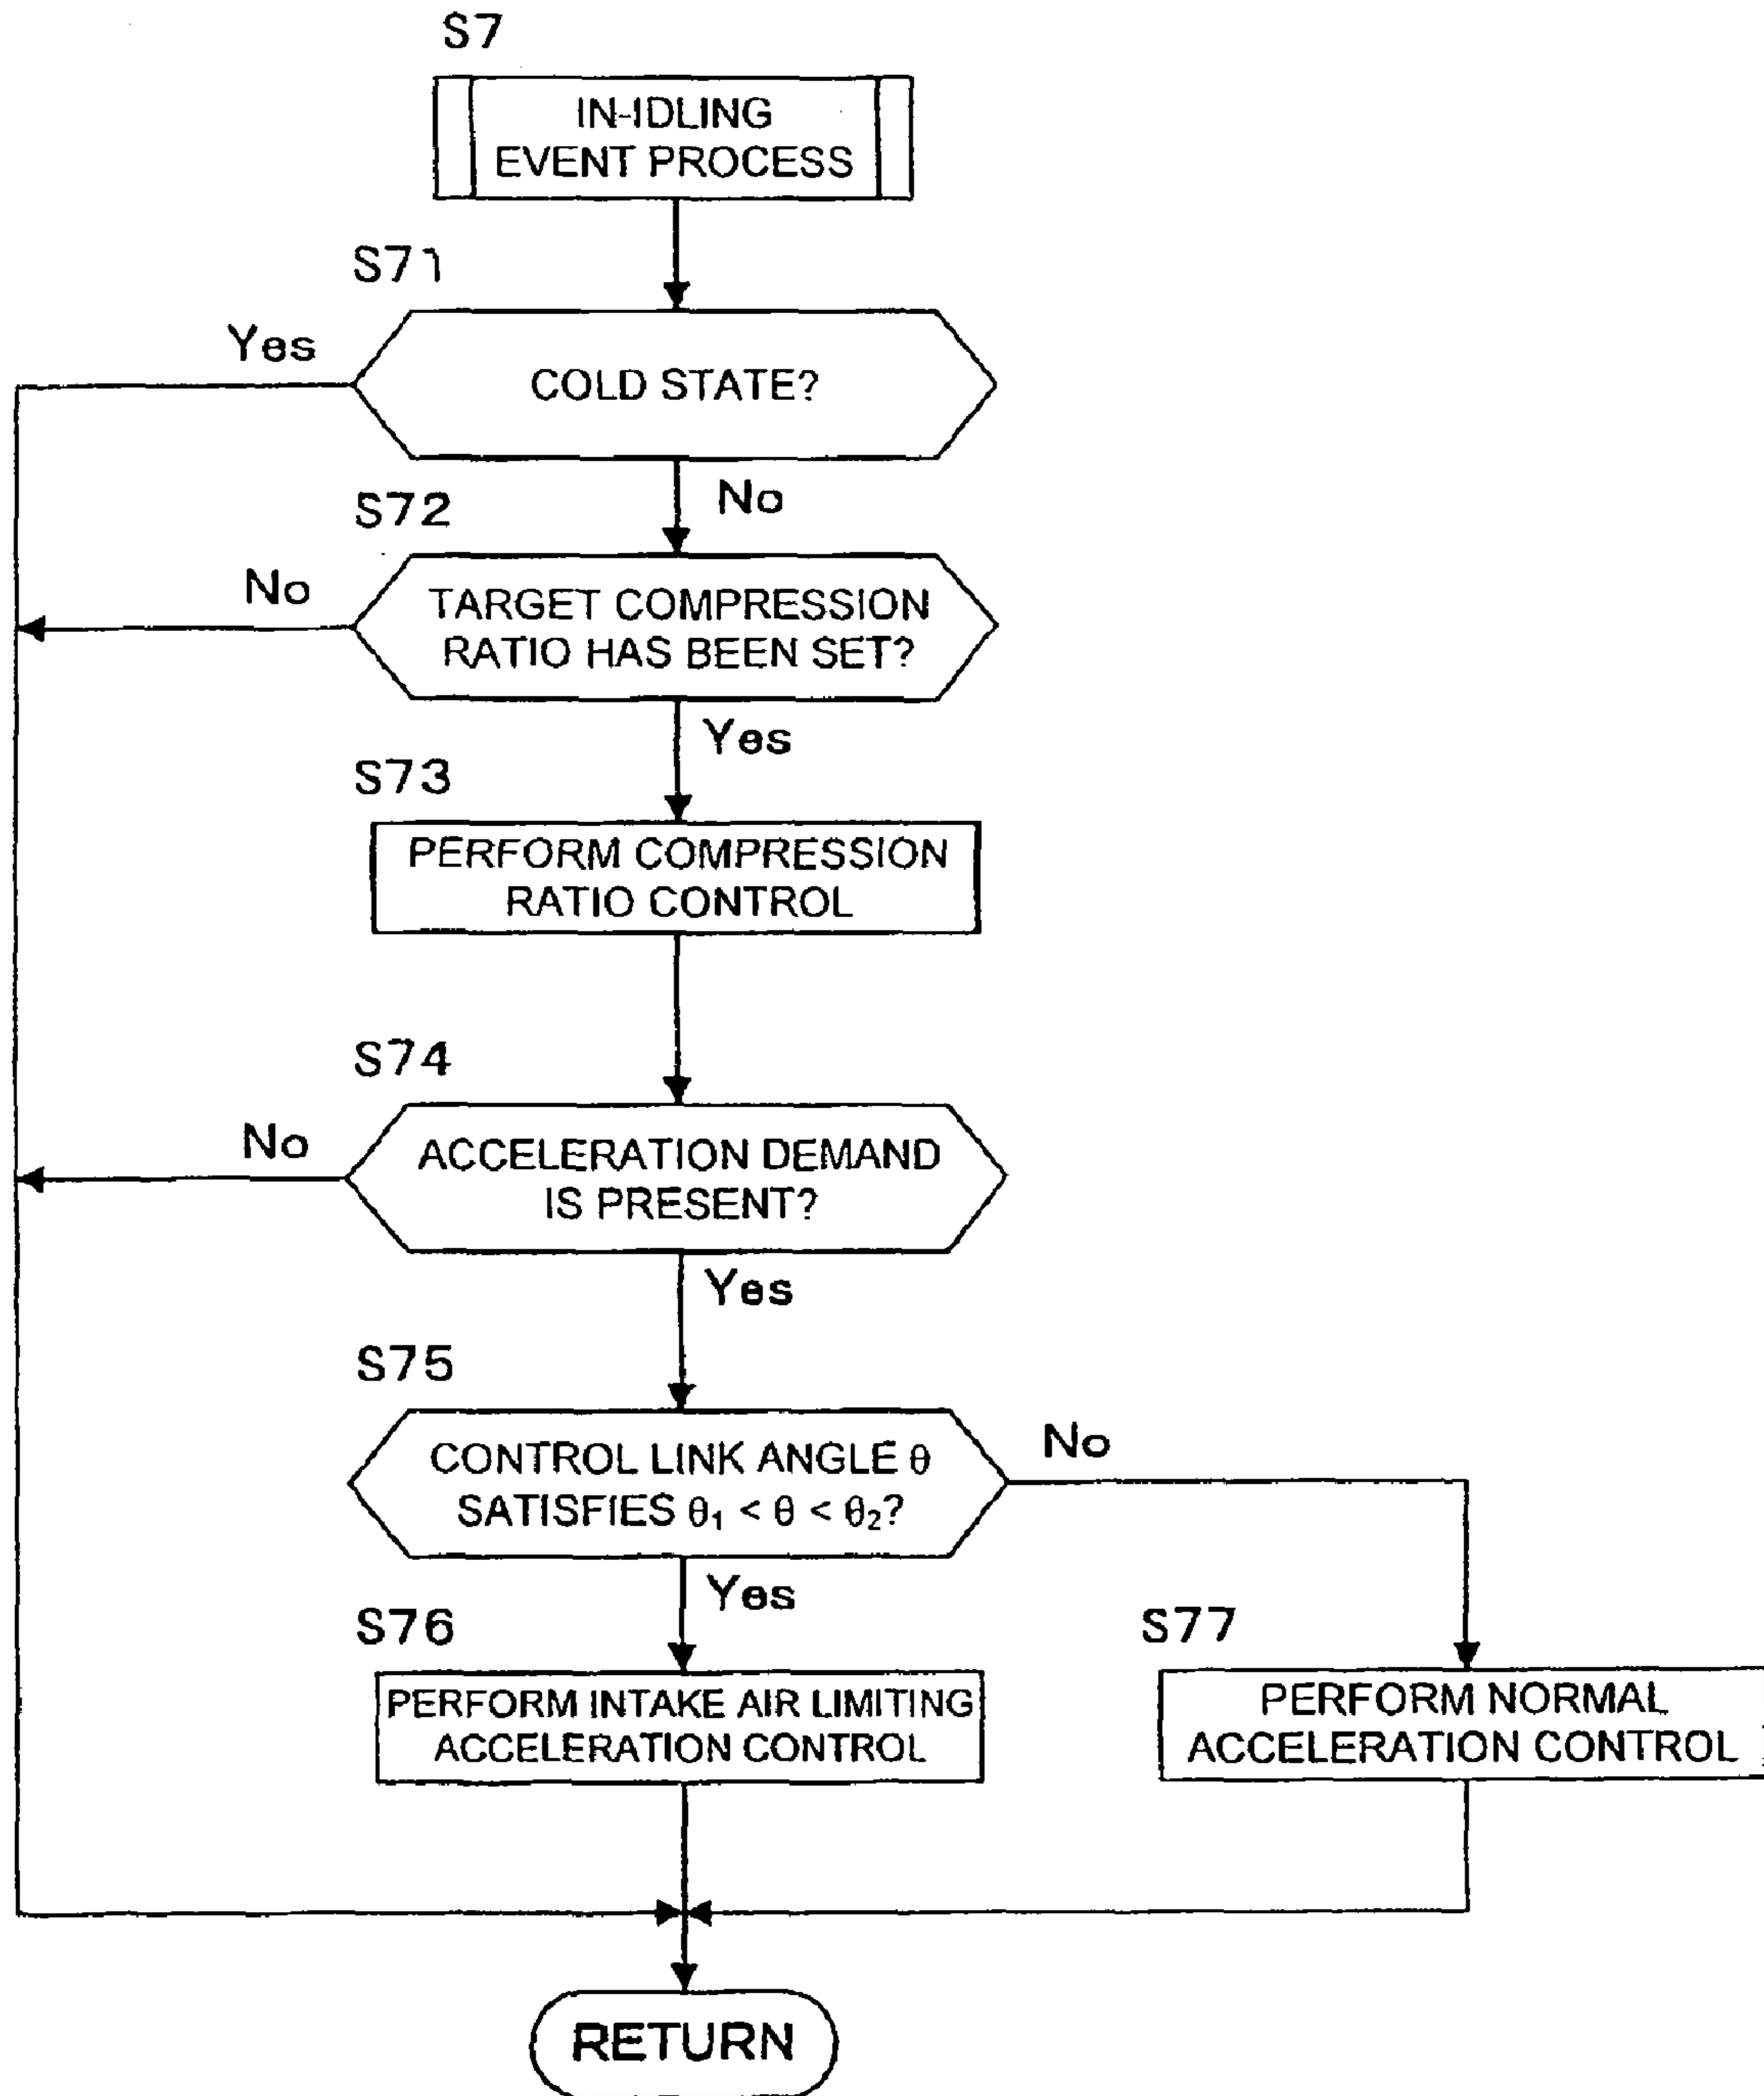 S7
IN-IDLING
EVENT PROCESS
S71
Yes
COLD STATE?
No
S72
No
TARGET COMPRESSION
RATIO HAS BEEN SET?
Yes
S73
PERFORM COMPRESSION
RATIO CONTROL
S74
No
ACCELERATION DEMAND
IS PRESENT?
Yes
S75
CONTROL LINK ANGLE θ
SATISFIES θ₁ < θ < θ₂?
No
Yes
S76
S77
PERFORM INTAKE AIR LIMITING
ACCELERATION CONTROL
PERFORM NORMAL
ACCELERATION CONTROL
RETURN